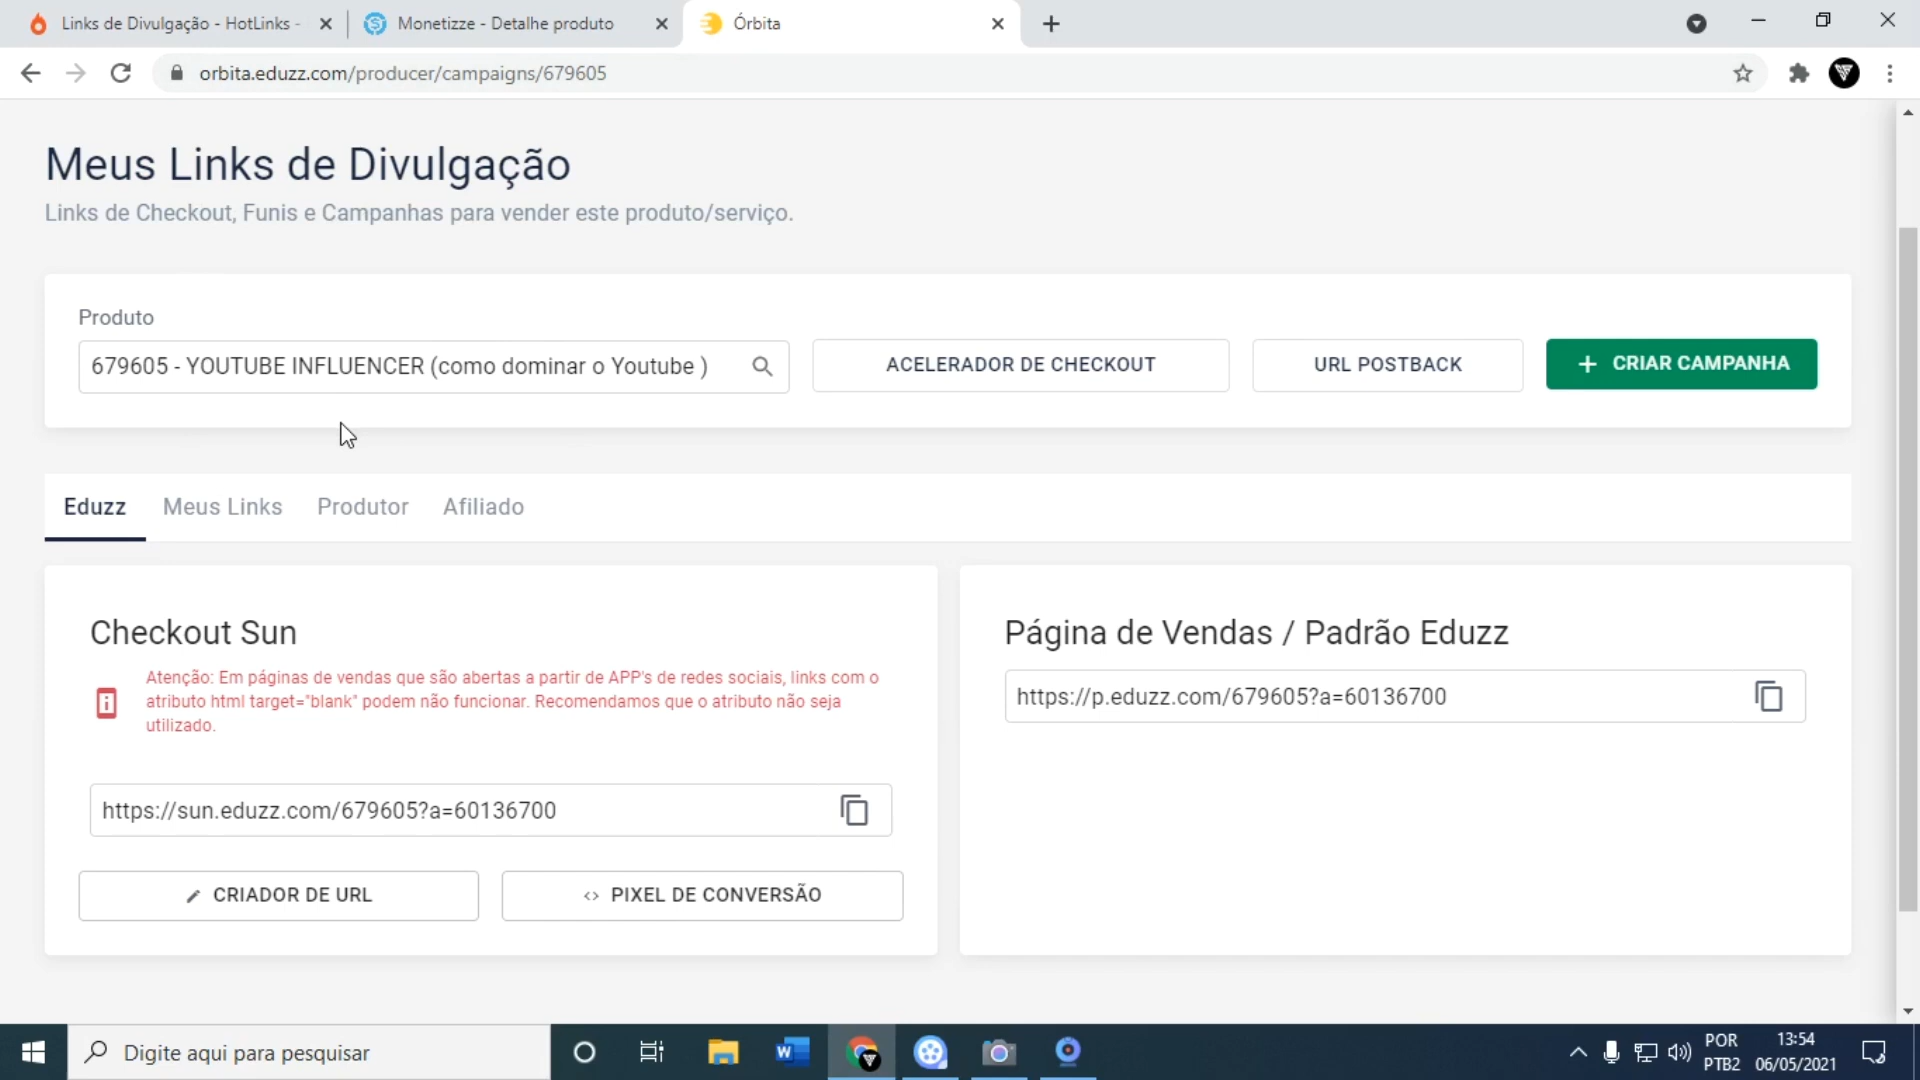 Links de Divulgação - HotLinks -
Monetizze - Detalhe produto
Órbita
orbita.eduzz.com/producer/campaigns/679605
Meus Links de Divulgação
Links de Checkout, Funis e Campanhas para vender este produto/serviço.
Produto
679605 - YOUTUBE INFLUENCER (como dominar o Youtube )
ACELERADOR DE CHECKOUT
URL POSTBACK
+ CRIAR CAMPANHA
Eduzz
Meus Links
Produtor
Afiliado
Checkout Sun
Atenção: Em páginas de vendas que são abertas a partir de APP's de redes sociais, links com o
atributo html target="blank" podem não funcionar. Recomendamos que o atributo não seja
utilizado.
https://sun.eduzz.com/679605?a=60136700
CRIADOR DE URL
<> PIXEL DE CONVERSÃO
Página de Vendas / Padrão Eduzz
https://p.eduzz.com/679605?a=60136700
Digite aqui para pesquisar
POR
PTB2
13:54
06/05/2021